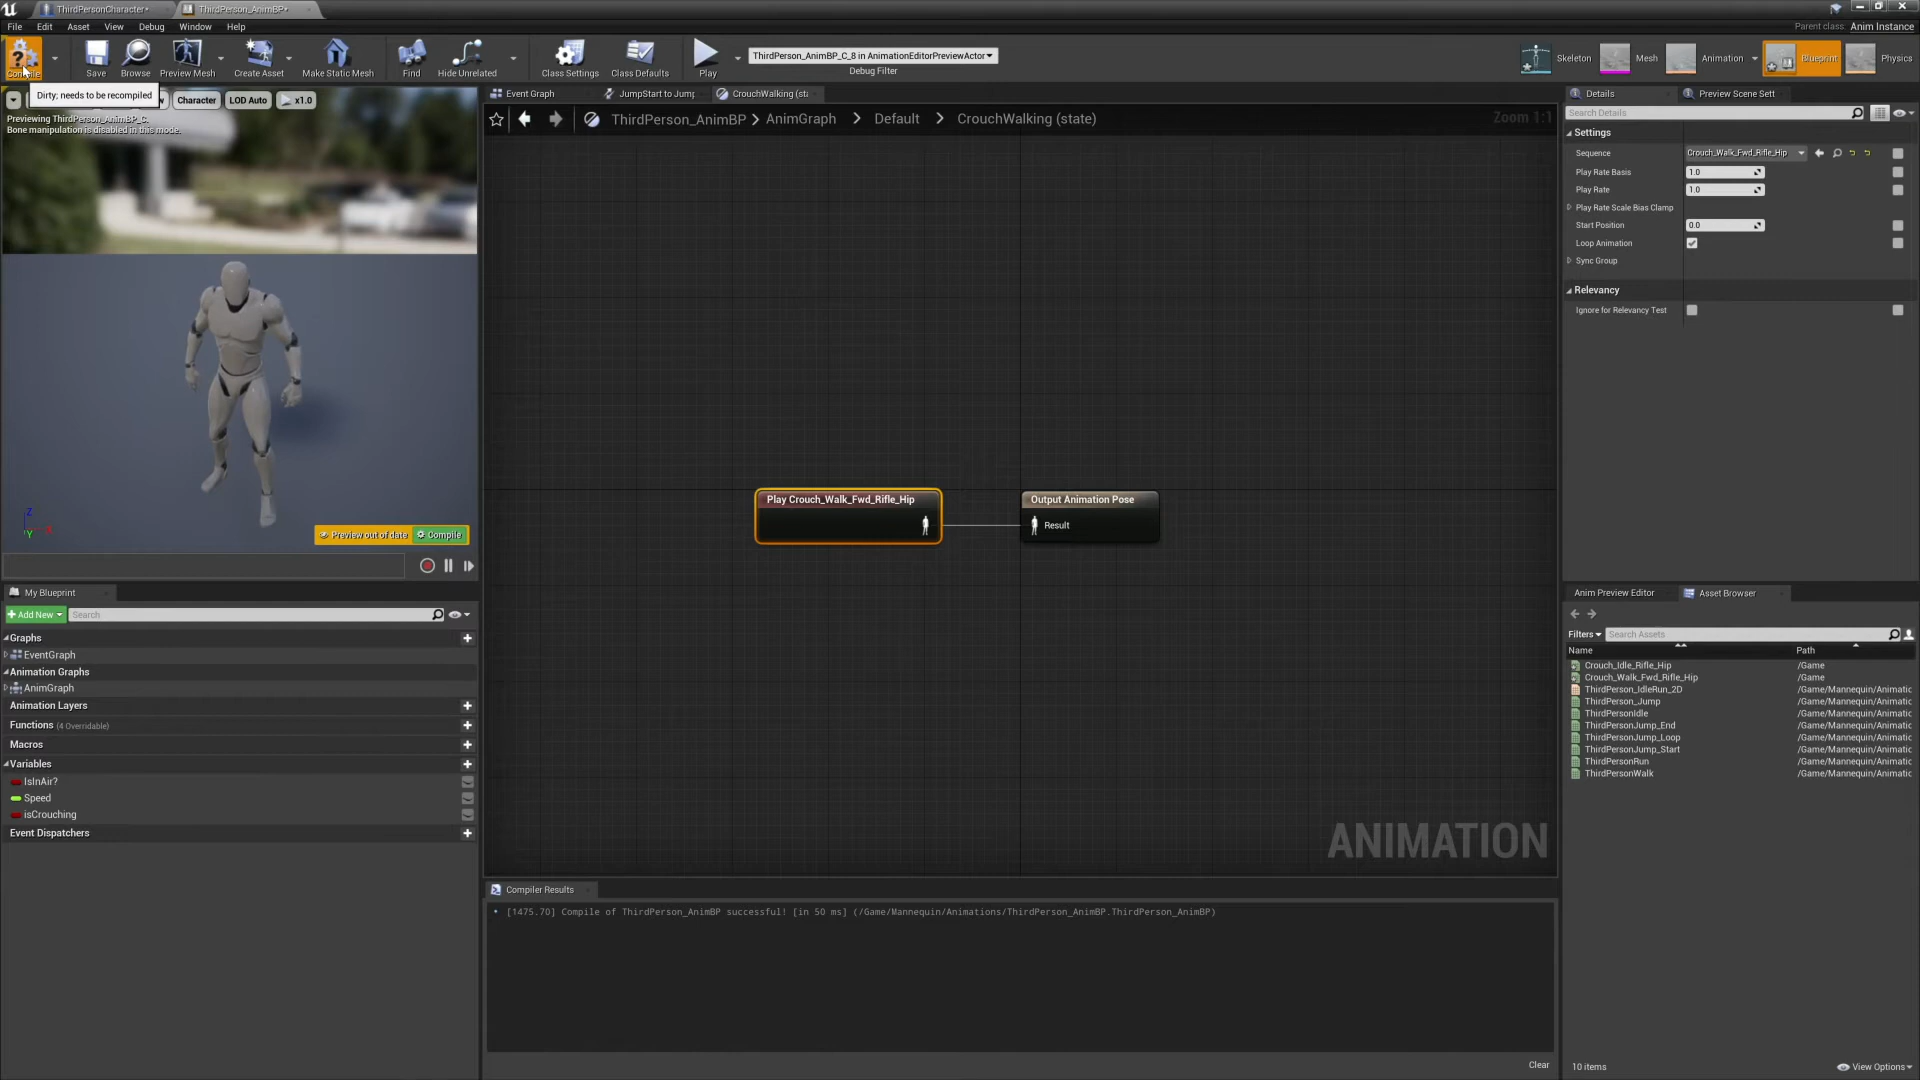 ThirdPersonCharacter*
ThirdPerson_AnimBP*
File Edit Asset View Debug Window Help
Parent class: Anim Instance
Compile
Save
Browse
Preview Mesh
Create Asset
Make Static Mesh
Find
Hide Unrelated
Class Settings
Class Defaults
Play
ThirdPerson_AnimBP_C_8 in AnimationEditorPreviewActor
Debug Filter
Skeleton
Mesh
Animation
Blueprint
Physics
Dirty; needs to be recompiled
Character
LOD Auto
x1.0
Previewing ThirdPerson_AnimBP_C.
Bone manipulation is disabled in this mode.
Z
X
Y
Preview out of date
Compile
Event Graph
JumpStart to Jump
CrouchWalking (sta
ThirdPerson_AnimBP > AnimGraph > Default > CrouchWalking (state)
Zoom 1:1
Play Crouch_Walk_Fwd_Rifle_Hip
Output Animation Pose
Result
ANIMATION
My Blueprint
Add New
Search
Graphs
EventGraph
Animation Graphs
AnimGraph
Animation Layers
Functions (4 Overridable)
Macros
Variables
IsInAir?
Speed
isCrouching
Event Dispatchers
Compiler Results
[1475.70] Compile of ThirdPerson_AnimBP successful! [in 50 ms] (/Game/Mannequin/Animations/ThirdPerson_AnimBP.ThirdPerson_AnimBP)
Clear
Details
Preview Scene Sett
Search Details
Settings
Sequence Crouch_Walk_Fwd_Rifle_Hip
Play Rate Basis 1.0
Play Rate 1.0
Play Rate Scale Bias Clamp
Start Position 0.0
Loop Animation
Sync Group
Relevancy
Ignore for Relevancy Test
Anim Preview Editor
Asset Browser
Filters
Search Assets
Name Path
Crouch_Idle_Rifle_Hip /Game
Crouch_Walk_Fwd_Rifle_Hip /Game
ThirdPerson_IdleRun_2D /Game/Mannequin/Animatic
ThirdPerson_Jump /Game/Mannequin/Animatic
ThirdPersonIdle /Game/Mannequin/Animatic
ThirdPersonJump_End /Game/Mannequin/Animatic
ThirdPersonJump_Loop /Game/Mannequin/Animatic
ThirdPersonJump_Start /Game/Mannequin/Animatic
ThirdPersonRun /Game/Mannequin/Animatic
ThirdPersonWalk /Game/Mannequin/Animatic
10 items
View Options